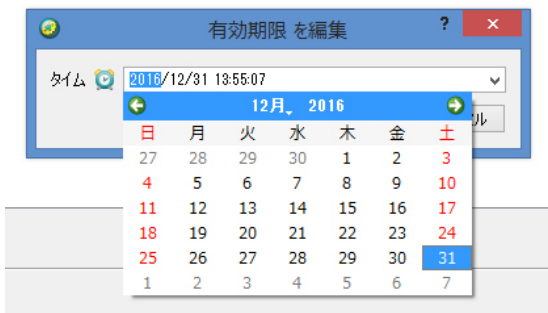 有効期限 を編集
?
×
タイム
2016/12/31 13:55:07
12月, 2016
日 月 火 水 木 金 土
27 28 29 30 1 2 3
4 5 6 7 8 9 10
11 12 13 14 15 16 17
18 19 20 21 22 23 24
25 26 27 28 29 30 31
1 2 3 4 5 6 7
ル